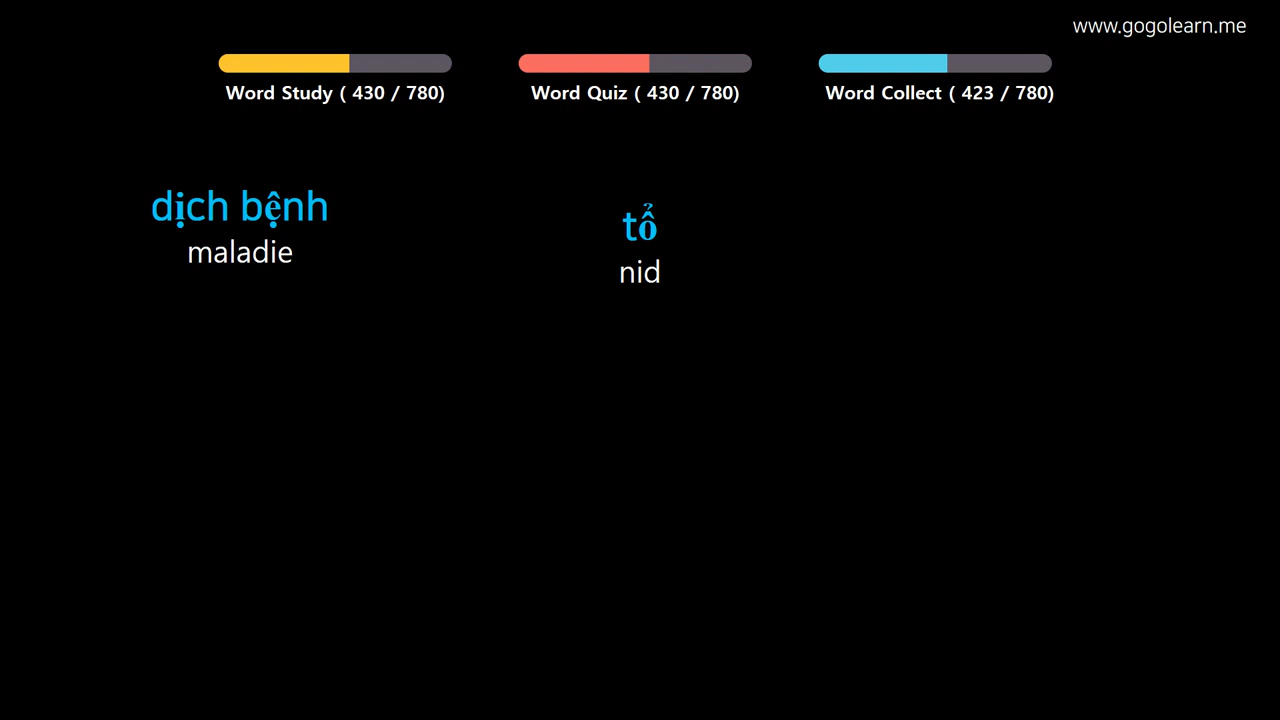 www.gogolearn.me
Word Study ( 430 / 780)
Word Quiz ( 430 / 780)
Word Collect ( 423 / 780)
dịch bệnh
maladie
tổ
nid